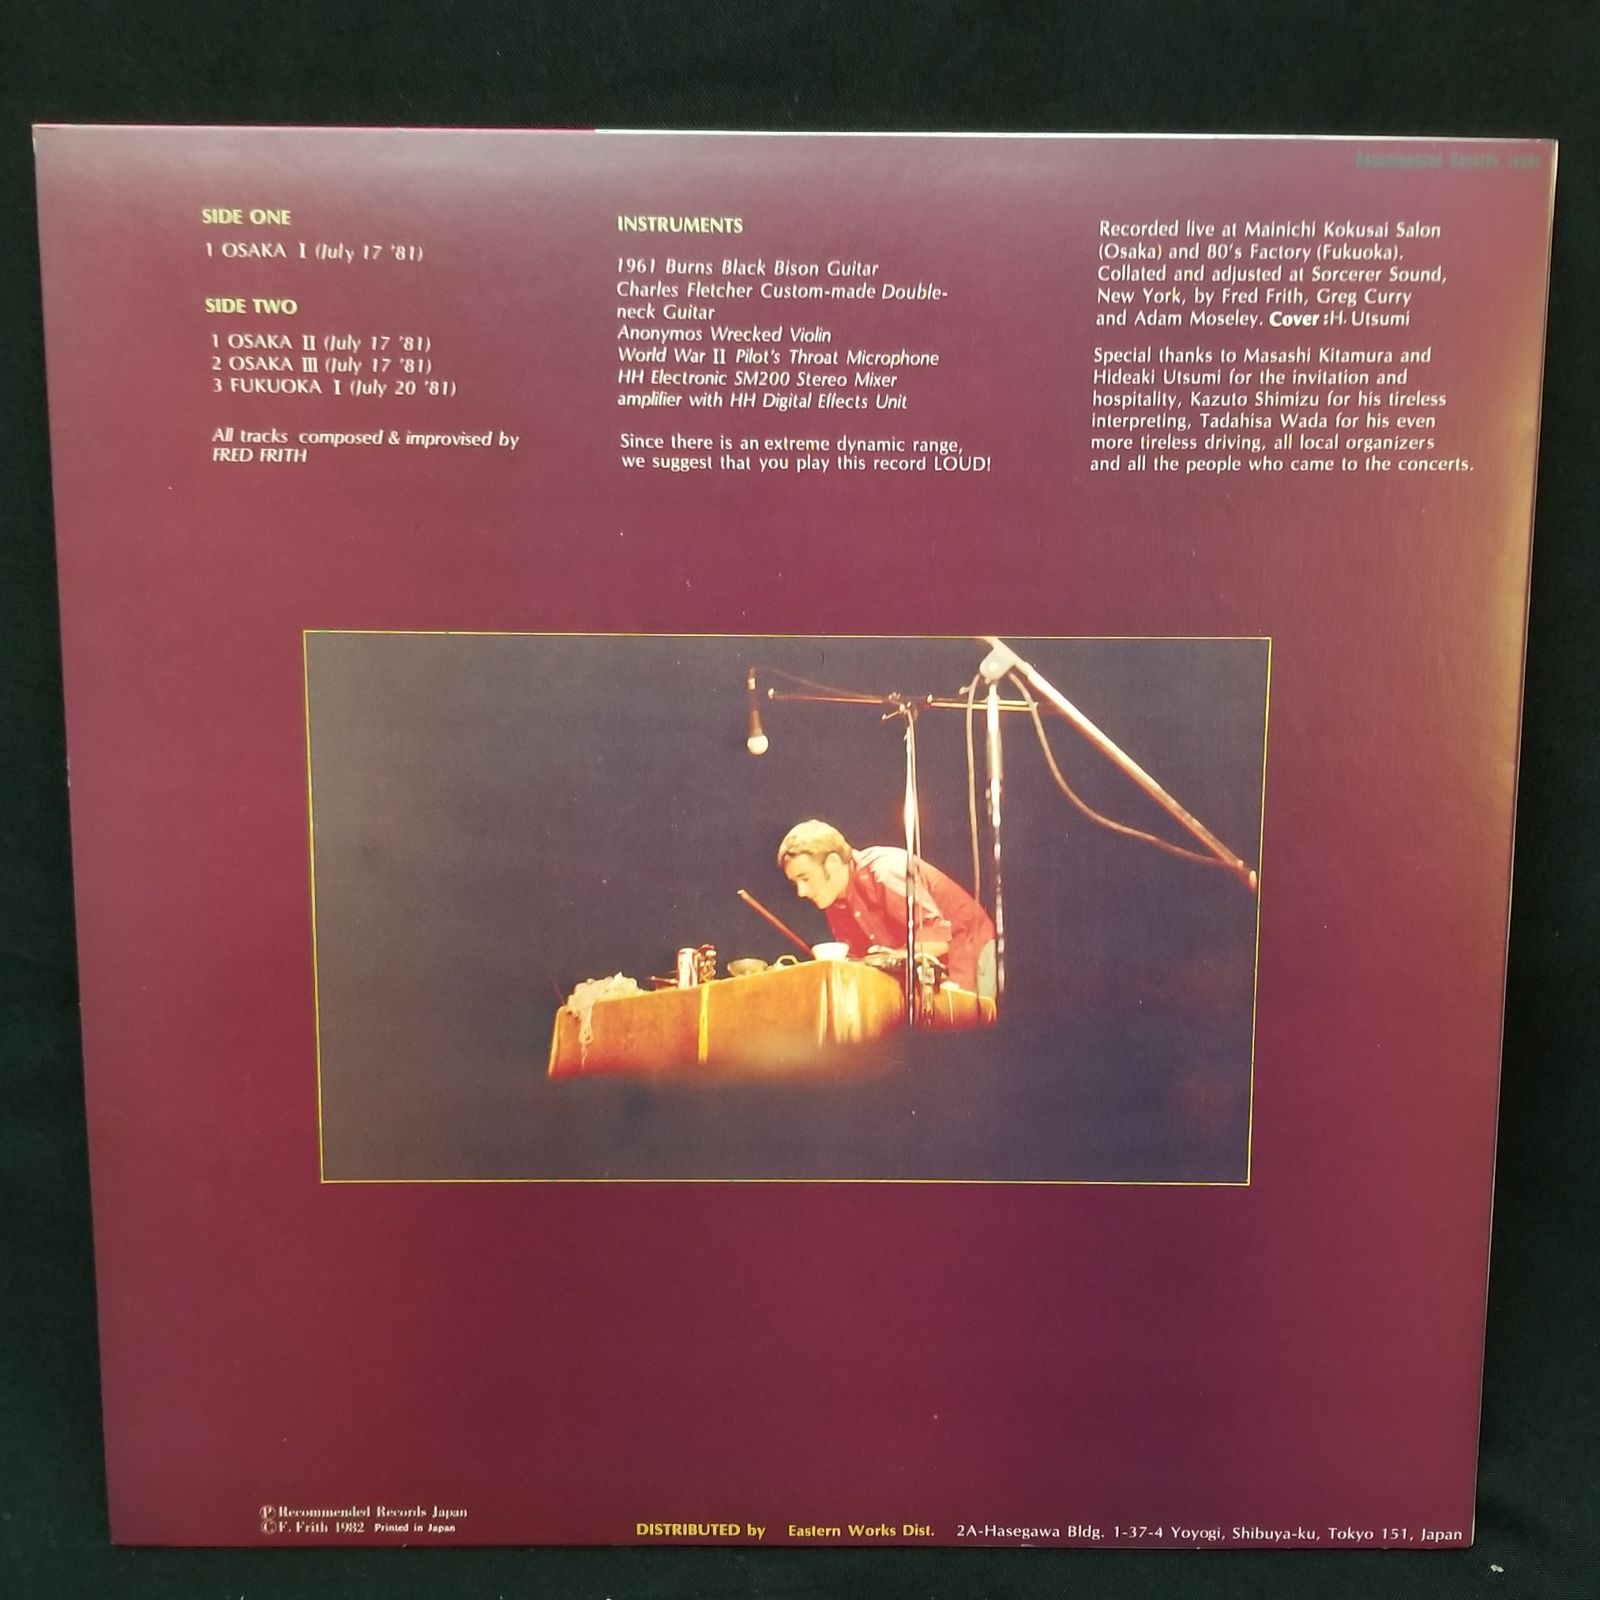 Recommended Records Japan
SIDE ONE
1 OSAKA I (July 17 '81)
SIDE TWO
1 OSAKA II (July 17 '81)
2 OSAKA III (July 17 '81)
3 FUKUOKA I (July 20 '81)
All tracks composed & improvised by
FRED FRITH
INSTRUMENTS
1961 Burns Black Bison Guitar
Charles Fletcher Custom-made Double-
neck Guitar
Anonymos Wrecked Violin
World War II Pilot's Throat Microphone
HH Electronic SM200 Stereo Mixer
amplifier with HH Digital Effects Unit
Since there is an extreme dynamic range,
we suggest that you play this record LOUD!
Recorded live at Mainichi Kokusai Salon
(Osaka) and 80's Factory (Fukuoka).
Collated and adjusted at Sorcerer Sound,
New York, by Fred Frith, Greg Curry
and Adam Moseley. Cover :H. Utsumi
Special thanks to Masashi Kitamura and
Hideaki Utsumi for the invitation and
hospitality, Kazuto Shimizu for his tireless
interpreting, Tadahisa Wada for his even
more tireless driving, all local organizers
and all the people who came to the concerts.
Ⓟ Recommended Records Japan
© F. Frith 1982 Printed in Japan
DISTRIBUTED by Eastern Works Dist. 2A-Hasegawa Bldg. 1-37-4 Yoyogi, Shibuya-ku, Tokyo 151, Japan